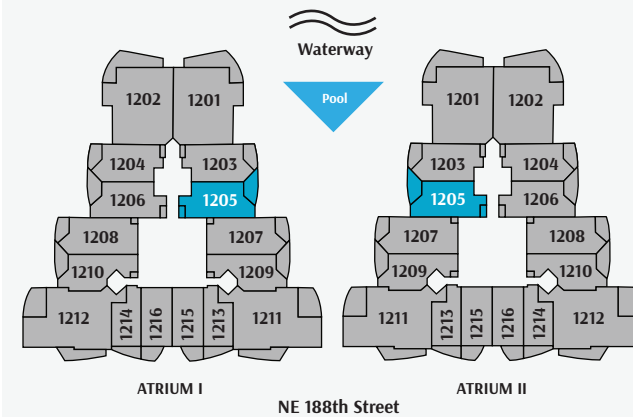 Waterway
Pool
1202 1201
1204 1203
1206 1205
1208 1207
1210 1209
1212 1214 1216 1215 1213 1211
ATRIUM I
1201 1202
1203 1204
1205 1206
1207 1208
1209 1210
1211 1213 1215 1216 1214 1212
ATRIUM II
NE 188th Street